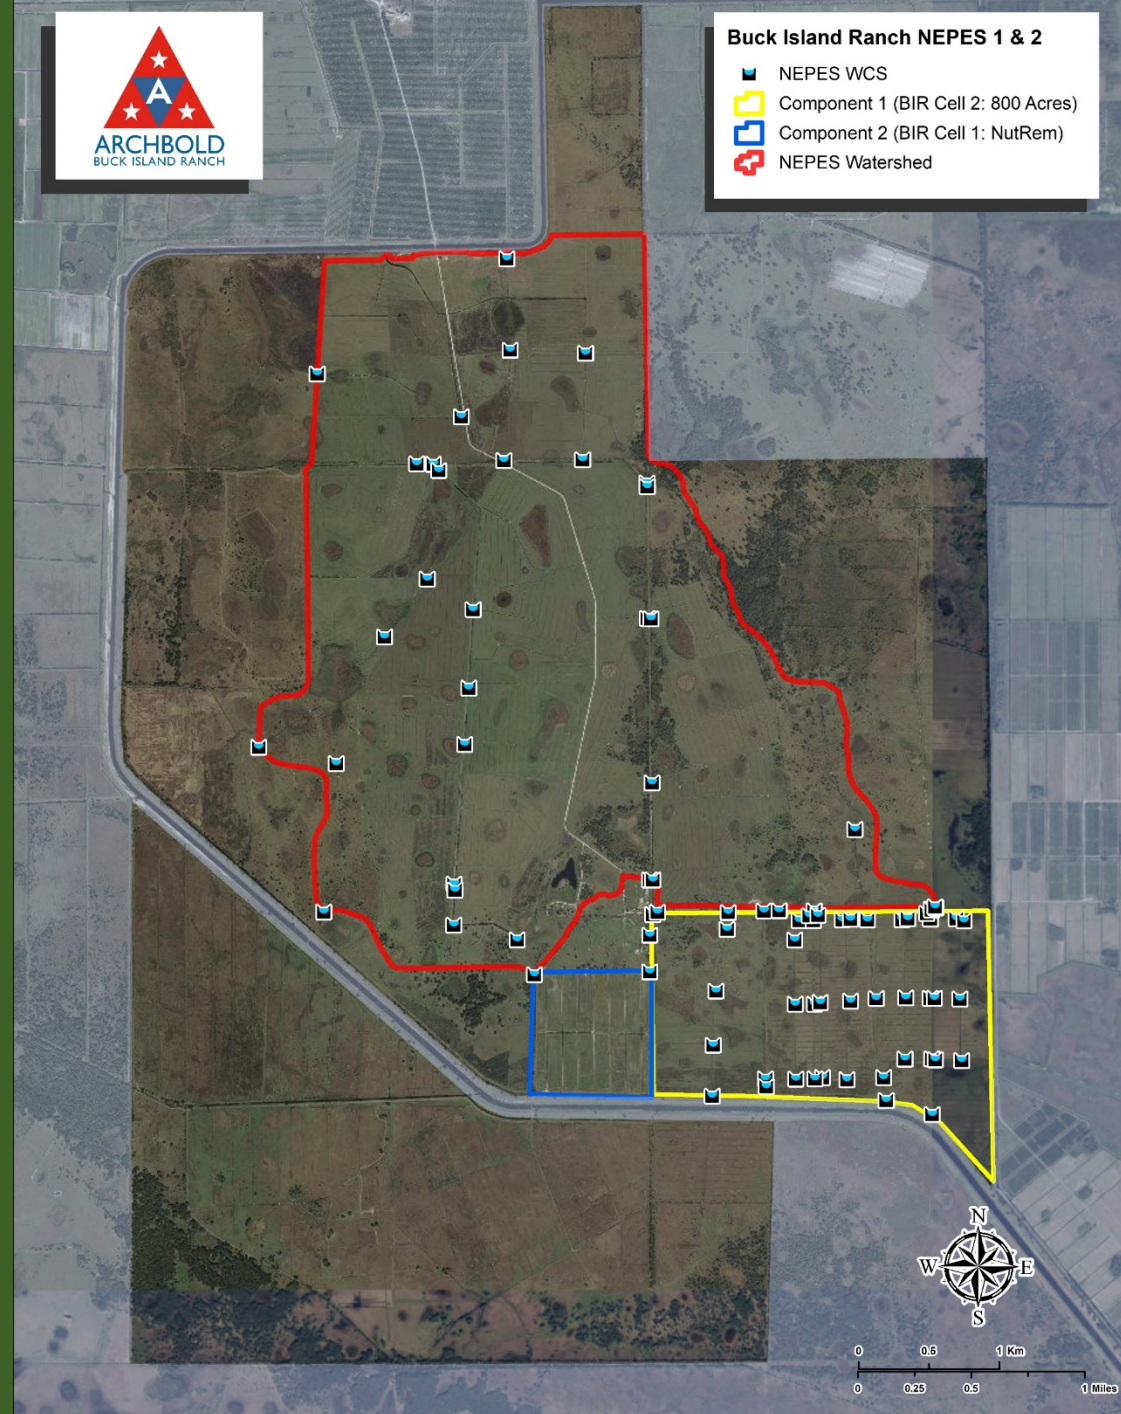 A
ARCHBOLD
BUCK ISLAND RANCH
Buck Island Ranch NEPES 1 & 2
NEPES WCS
Component 1 (BIR Cell 2: 800 Acres)
Component 2 (BIR Cell 1: NutRem)
NEPES Watershed
N
W E
S
0 0.5 1 Km
0 0.25 0.5 1 Miles